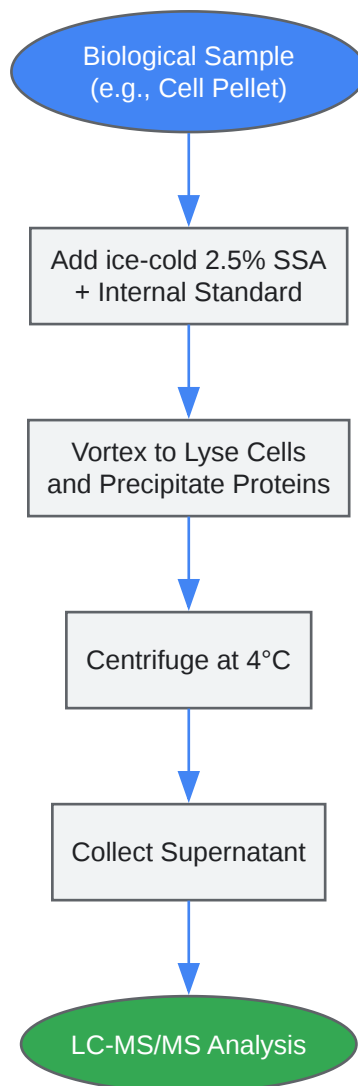 Biological Sample
(e.g., Cell Pellet)
Add ice-cold 2.5% SSA
+ Internal Standard
Vortex to Lyse Cells
and Precipitate Proteins
Centrifuge at 4°C
Collect Supernatant
LC-MS/MS Analysis